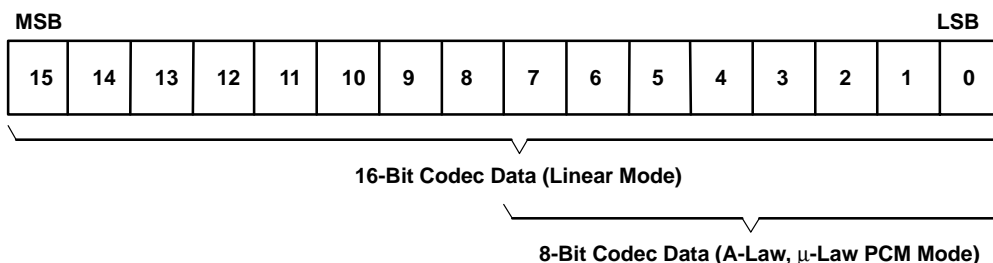 MSB LSB
15 14 13 12 11 10 9 8 7 6 5 4 3 2 1 0
16-Bit Codec Data (Linear Mode)
8-Bit Codec Data (A-Law, μ-Law PCM Mode)